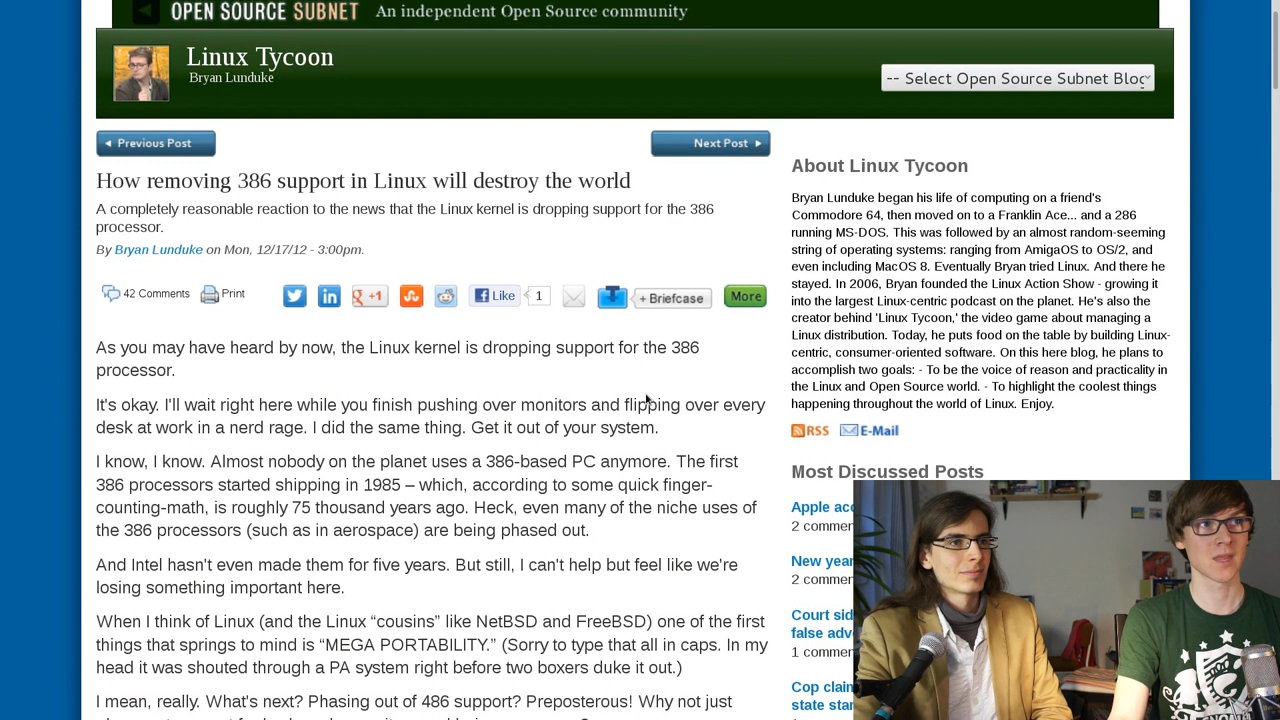 OPEN SOURCE SUBNET An independent Open Source community
Linux Tycoon
Bryan Lunduke
-- Select Open Source Subnet Blog
Previous Post
Next Post
How removing 386 support in Linux will destroy the world
A completely reasonable reaction to the news that the Linux kernel is dropping support for the 386
processor.
By Bryan Lunduke on Mon, 12/17/12 - 3:00pm.
42 Comments Print +1 Like 1 + Briefcase More
As you may have heard by now, the Linux kernel is dropping support for the 386
processor.
It's okay. I'll wait right here while you finish pushing over monitors and flipping over every
desk at work in a nerd rage. I did the same thing. Get it out of your system.
I know, I know. Almost nobody on the planet uses a 386-based PC anymore. The first
386 processors started shipping in 1985 – which, according to some quick finger-
counting-math, is roughly 75 thousand years ago. Heck, even many of the niche uses of
the 386 processors (such as in aerospace) are being phased out.
And Intel hasn't even made them for five years. But still, I can't help but feel like we're
losing something important here.
When I think of Linux (and the Linux “cousins” like NetBSD and FreeBSD) one of the first
things that springs to mind is “MEGA PORTABILITY.” (Sorry to type that all in caps. In my
head it was shouted through a PA system right before two boxers duke it out.)
I mean, really. What's next? Phasing out of 486 support? Preposterous! Why not just
About Linux Tycoon
Bryan Lunduke began his life of computing on a friend's
Commodore 64, then moved on to a Franklin Ace... and a 286
running MS-DOS. This was followed by an almost random-seeming
string of operating systems: ranging from AmigaOS to OS/2, and
even including MacOS 8. Eventually Bryan tried Linux. And there he
stayed. In 2006, Bryan founded the Linux Action Show - growing it
into the largest Linux-centric podcast on the planet. He's also the
creator behind 'Linux Tycoon,' the video game about managing a
Linux distribution. Today, he puts food on the table by building Linux-
centric, consumer-oriented software. On this here blog, he plans to
accomplish two goals: - To be the voice of reason and practicality in
the Linux and Open Source world. - To highlight the coolest things
happening throughout the world of Linux. Enjoy.
RSS E-Mail
Most Discussed Posts
Apple
2
New year
2
Court
false
1
Cop
state